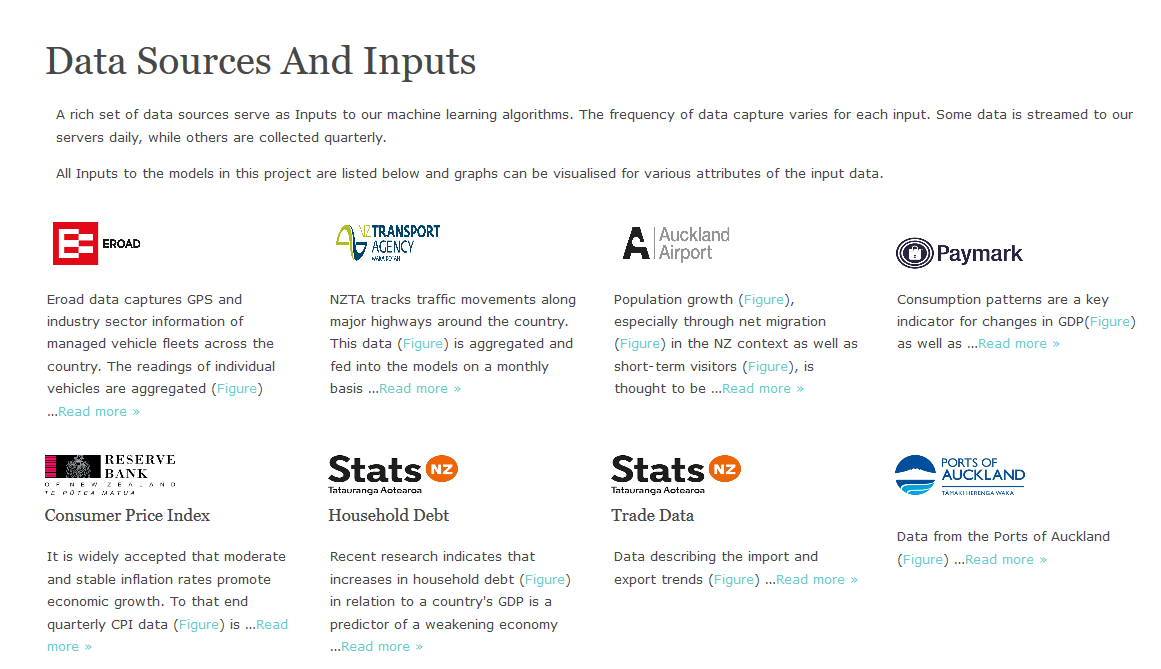 Data Sources And Inputs
A rich set of data sources serve as Inputs to our machine learning algorithms. The frequency of data capture varies for each input. Some data is streamed to our
servers daily, while others are collected quarterly.
All Inputs to the models in this project are listed below and graphs can be visualised for various attributes of the input data.
EROAD
Eroad data captures GPS and
industry sector information of
managed vehicle fleets across the
country. The readings of individual
vehicles are aggregated (Figure)
...Read more »
NZ TRANSPORT
AGENCY
WAKA KOTAHI
NZTA tracks traffic movements along
major highways around the country.
This data (Figure) is aggregated and
fed into the models on a monthly
basis ...Read more »
Auckland
Airport
Population growth (Figure),
especially through net migration
(Figure) in the NZ context as well as
short-term visitors (Figure), is
thought to be ...Read more »
Paymark
Consumption patterns are a key
indicator for changes in GDP(Figure)
as well as ...Read more »
RESERVE
BANK
OF NEW ZEALAND
TE PŪTEA MATUA
Consumer Price Index
It is widely accepted that moderate
and stable inflation rates promote
economic growth. To that end
quarterly CPI data (Figure) is ...Read
more »
Stats NZ
Tatauranga Aotearoa
Household Debt
Recent research indicates that
increases in household debt (Figure)
in relation to a country's GDP is a
predictor of a weakening economy
...Read more »
Stats NZ
Tatauranga Aotearoa
Trade Data
Data describing the import and
export trends (Figure) ...Read more »
PORTS OF
AUCKLAND
TĀMAKI HERENGA WAKA
Data from the Ports of Auckland
(Figure) ...Read more »